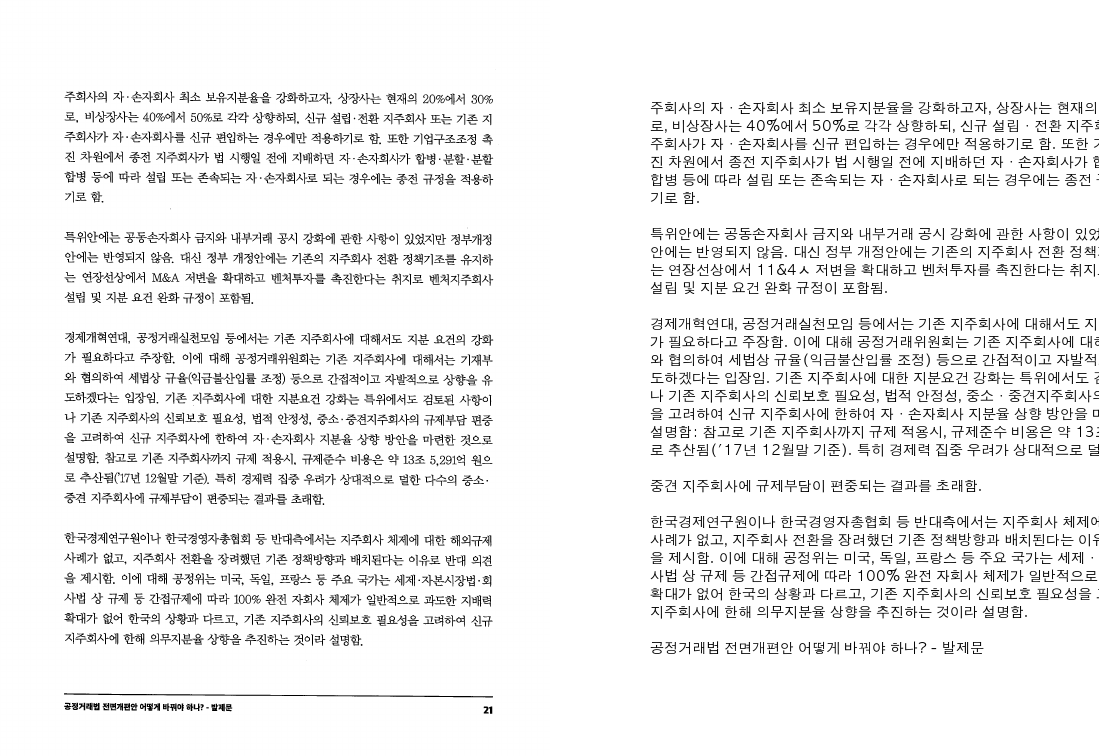 주회사의 자·손자회사 최소 보유지분율을 강화하고자, 상장사는 현재의 20%에서 30%
로, 비상장사는 40%에서 50%로 각각 상향하되, 신규 설립·전환 지주회사 또는 기존 지
주회사가 자·손자회사를 신규 편입하는 경우에만 적용하기로 함. 또한 기업구조조정 촉
진 차원에서 종전 지주회사가 법 시행일 전에 지배하던 자·손자회사가 합병·분할·분할
합병 등에 따라 설립 또는 존속되는 자·손자회사로 되는 경우에는 종전 규정을 적용하
기로 함.
특위안에는 공동손자회사 금지와 내부거래 공시 강화에 관한 사항이 있었지만 정부개정
안에는 반영되지 않음. 대신 정부 개정안에는 기존의 지주회사 전환 정책기조를 유지하
는 연장선상에서 M&A 저변을 확대하고 벤처투자를 촉진한다는 취지로 벤처지주회사
설립 및 지분 요건 완화 규정이 포함됨.
경제개혁연대, 공정거래실천모임 등에서는 기존 지주회사에 대해서도 지분 요건의 강화
가 필요하다고 주장함. 이에 대해 공정거래위원회는 기존 지주회사에 대해서는 기재부
와 협의하여 세법상 규율(익금불산입률 조정) 등으로 간접적이고 자발적으로 상향을 유
도하겠다는 입장임. 기존 지주회사에 대한 지분요건 강화는 특위에서도 검토된 사항이
나 기존 지주회사의 신뢰보호 필요성, 법적 안정성, 중소·중견지주회사의 규제부담 편중
을 고려하여 신규 지주회사에 한하여 자·손자회사 지분율 상향 방안을 마련한 것으로
설명함. 참고로 기존 지주회사까지 규제 적용시, 규제준수 비용은 약 13조 5,291억 원으
로 추산됨('17년 12월말 기준). 특히 경제력 집중 우려가 상대적으로 덜한 다수의 중소·
중견 지주회사에 규제부담이 편중되는 결과를 초래함.
한국경제연구원이나 한국경영자총협회 등 반대측에서는 지주회사 체제에 대한 해외규제
사례가 없고, 지주회사 전환을 장려했던 기존 정책방향과 배치된다는 이유로 반대 의견
을 제시함. 이에 대해 공정위는 미국, 독일, 프랑스 등 주요 국가는 세제·자본시장법·회
사법 상 규제 등 간접규제에 따라 100% 완전 자회사 체제가 일반적으로 과도한 지배력
확대가 없어 한국의 상황과 다르고, 기존 지주회사의 신뢰보호 필요성을 고려하여 신규
지주회사에 한해 의무지분율 상향을 추진하는 것이라 설명함.
공정거래법 전면개편안 어떻게 바꿔야 하나? - 발제문
21
주회사의 자 · 손자회사 최소 보유지분율을 강화하고자, 상장사는 현재의
로, 비상장사는 40%에서 50%로 각각 상향하되, 신규 설립 · 전환 지주회
주회사가 자 · 손자회사를 신규 편입하는 경우에만 적용하기로 함. 또한
진 차원에서 종전 지주회사가 법 시행일 전에 지배하던 자 · 손자회사가
합병 등에 따라 설립 또는 존속되는 자 · 손자회사로 되는 경우에는 종전
기로 함.
특위안에는 공동손자회사 금지와 내부거래 공시 강화에 관한 사항이 있었
안에는 반영되지 않음. 대신 정부 개정안에는 기존의 지주회사 전환 정책
는 연장선상에서 11&4ㅅ 저변을 확대하고 벤처투자를 촉진한다는 취지
설립 및 지분 요건 완화 규정이 포함됨.
경제개혁연대, 공정거래실천모임 등에서는 기존 지주회사에 대해서도 지
가 필요하다고 주장함. 이에 대해 공정거래위원회는 기존 지주회사에 대
와 협의하여 세법상 규율(익금불산입률 조정) 등으로 간접적이고 자발적
도하겠다는 입장임. 기존 지주회사에 대한 지분요건 강화는 특위에서도
나 기존 지주회사의 신뢰보호 필요성, 법적 안정성, 중소 · 중견지주회사의
을 고려하여 신규 지주회사에 한하여 자 · 손자회사 지분율 상향 방안을
설명함: 참고로 기존 지주회사까지 규제 적용시, 규제준수 비용은 약 13조
로 추산됨('17년 12월말 기준). 특히 경제력 집중 우려가 상대적으로 덜
중견 지주회사에 규제부담이 편중되는 결과를 초래함.
한국경제연구원이나 한국경영자총협회 등 반대측에서는 지주회사 체제에
사례가 없고, 지주회사 전환을 장려했던 기존 정책방향과 배치된다는 이유
을 제시함. 이에 대해 공정위는 미국, 독일, 프랑스 등 주요 국가는 세제 ·
사법 상 규제 등 간접규제에 따라 100% 완전 자회사 체제가 일반적으로
확대가 없어 한국의 상황과 다르고, 기존 지주회사의 신뢰보호 필요성을
지주회사에 한해 의무지분율 상향을 추진하는 것이라 설명함.
공정거래법 전면개편안 어떻게 바꿔야 하나? - 발제문